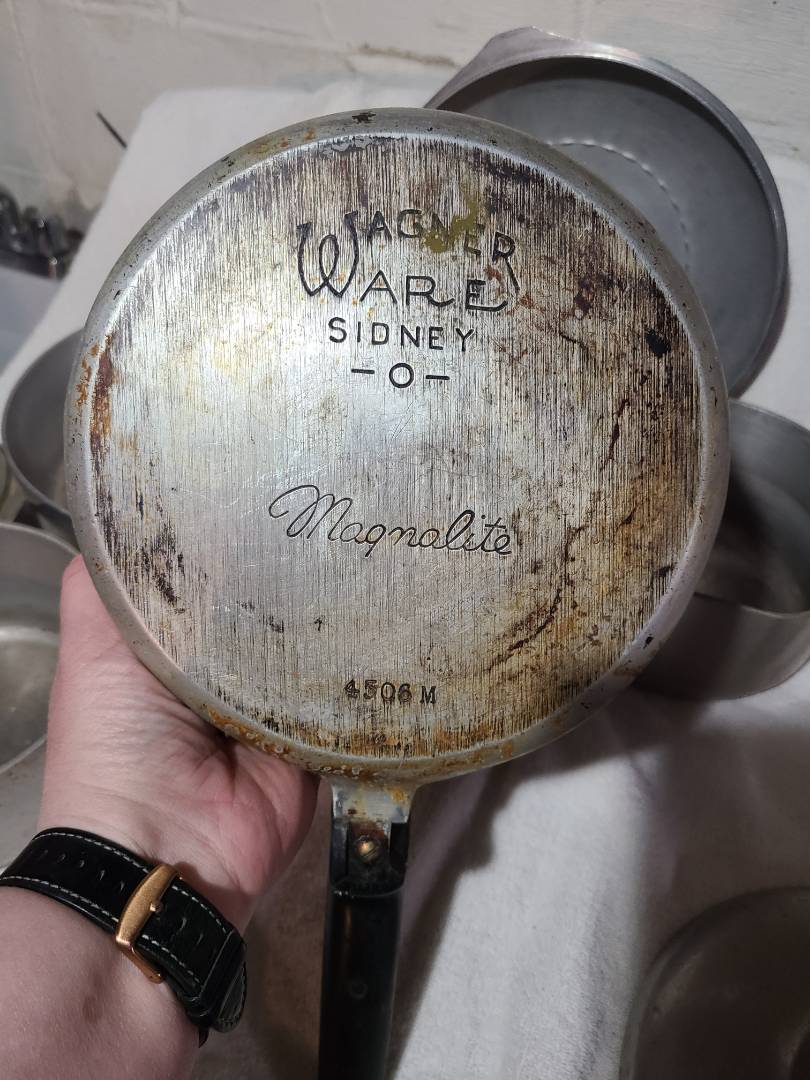 WAGNER
WARE
SIDNEY
-O-
Magnalite
4506 M